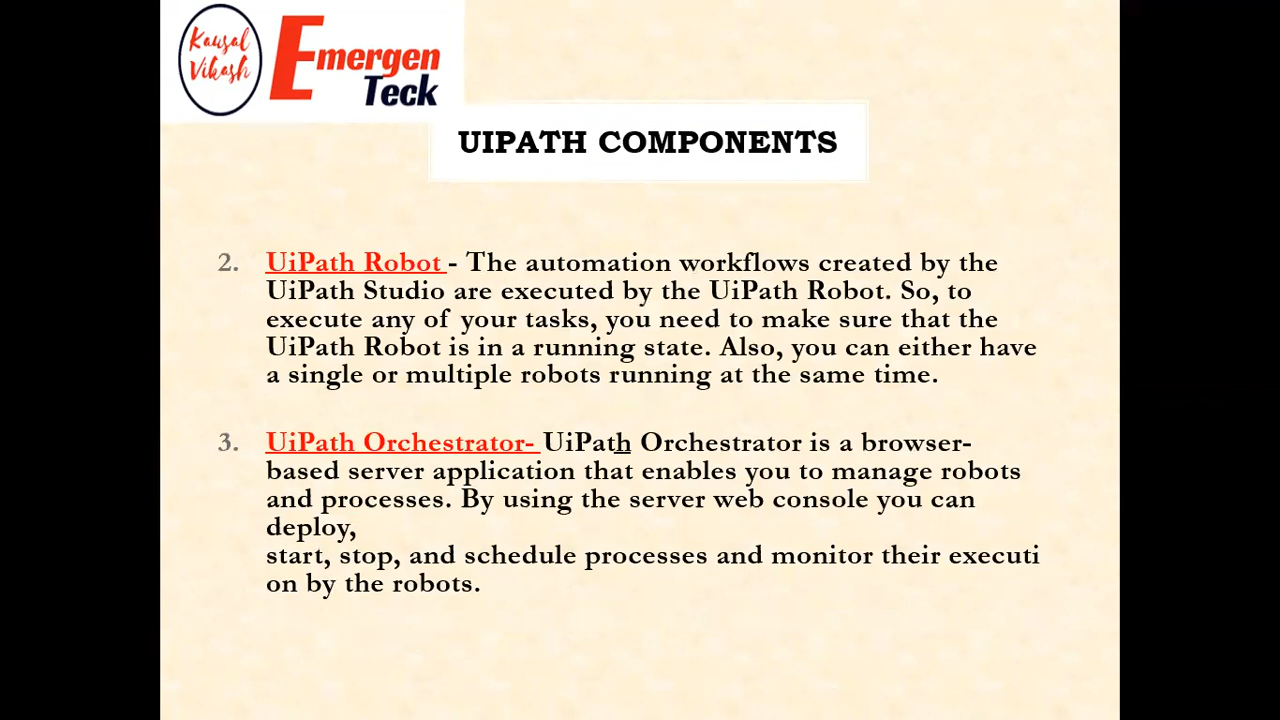 Kausal
Vikash
Emergen
Teck
UIPATH COMPONENTS
2. UiPath Robot - The automation workflows created by the
UiPath Studio are executed by the UiPath Robot. So, to
execute any of your tasks, you need to make sure that the
UiPath Robot is in a running state. Also, you can either have
a single or multiple robots running at the same time.
3. UiPath Orchestrator- UiPath Orchestrator is a browser-
based server application that enables you to manage robots
and processes. By using the server web console you can
deploy,
start, stop, and schedule processes and monitor their executi
on by the robots.